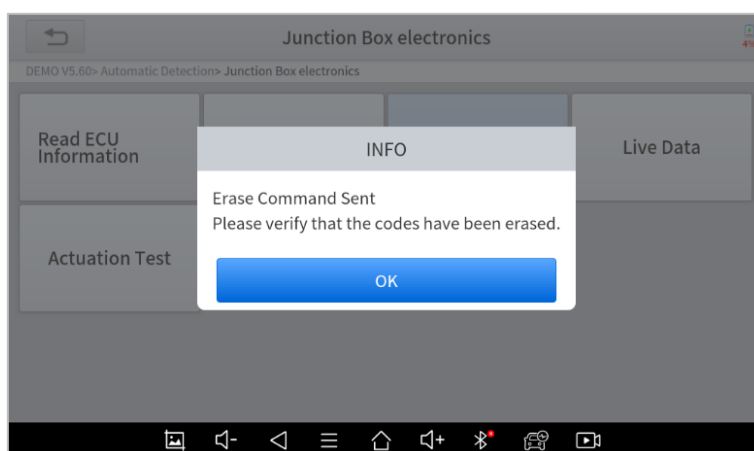 Junction Box electronics
4%
DEMO V5.60> Automatic Detection> Junction Box electronics
Read ECU
Information
Live Data
INFO
Erase Command Sent
Please verify that the codes have been erased.
OK
Actuation Test